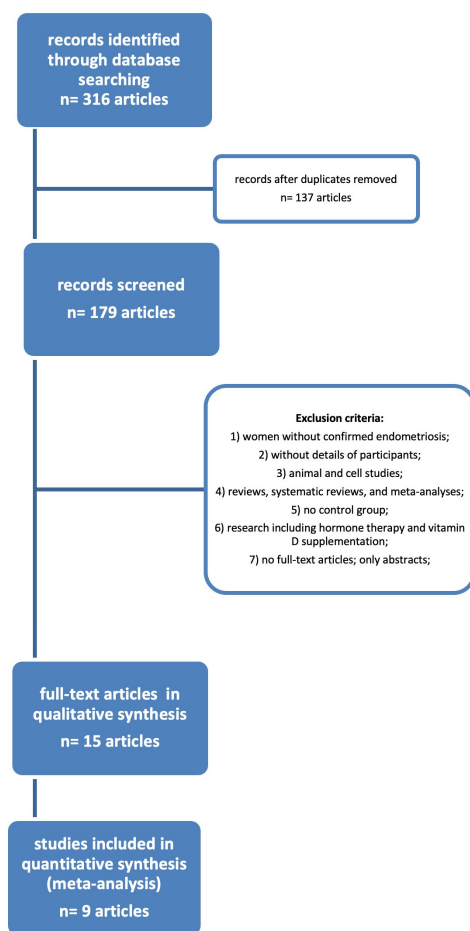 records identified
through database
searching
n= 316 articles
records after duplicates removed
n= 137 articles
records screened
n= 179 articles
Exclusion criteria:
1) women without confirmed endometriosis;
2) without details of participants;
3) animal and cell studies;
4) reviews, systematic reviews, and meta-analyses;
5) no control group;
6) research including hormone therapy and vitamin
D supplementation;
7) no full-text articles; only abstracts;
full-text articles in
qualitative synthesis
n= 15 articles
studies included in
quantitative synthesis
(meta-analysis)
n= 9 articles